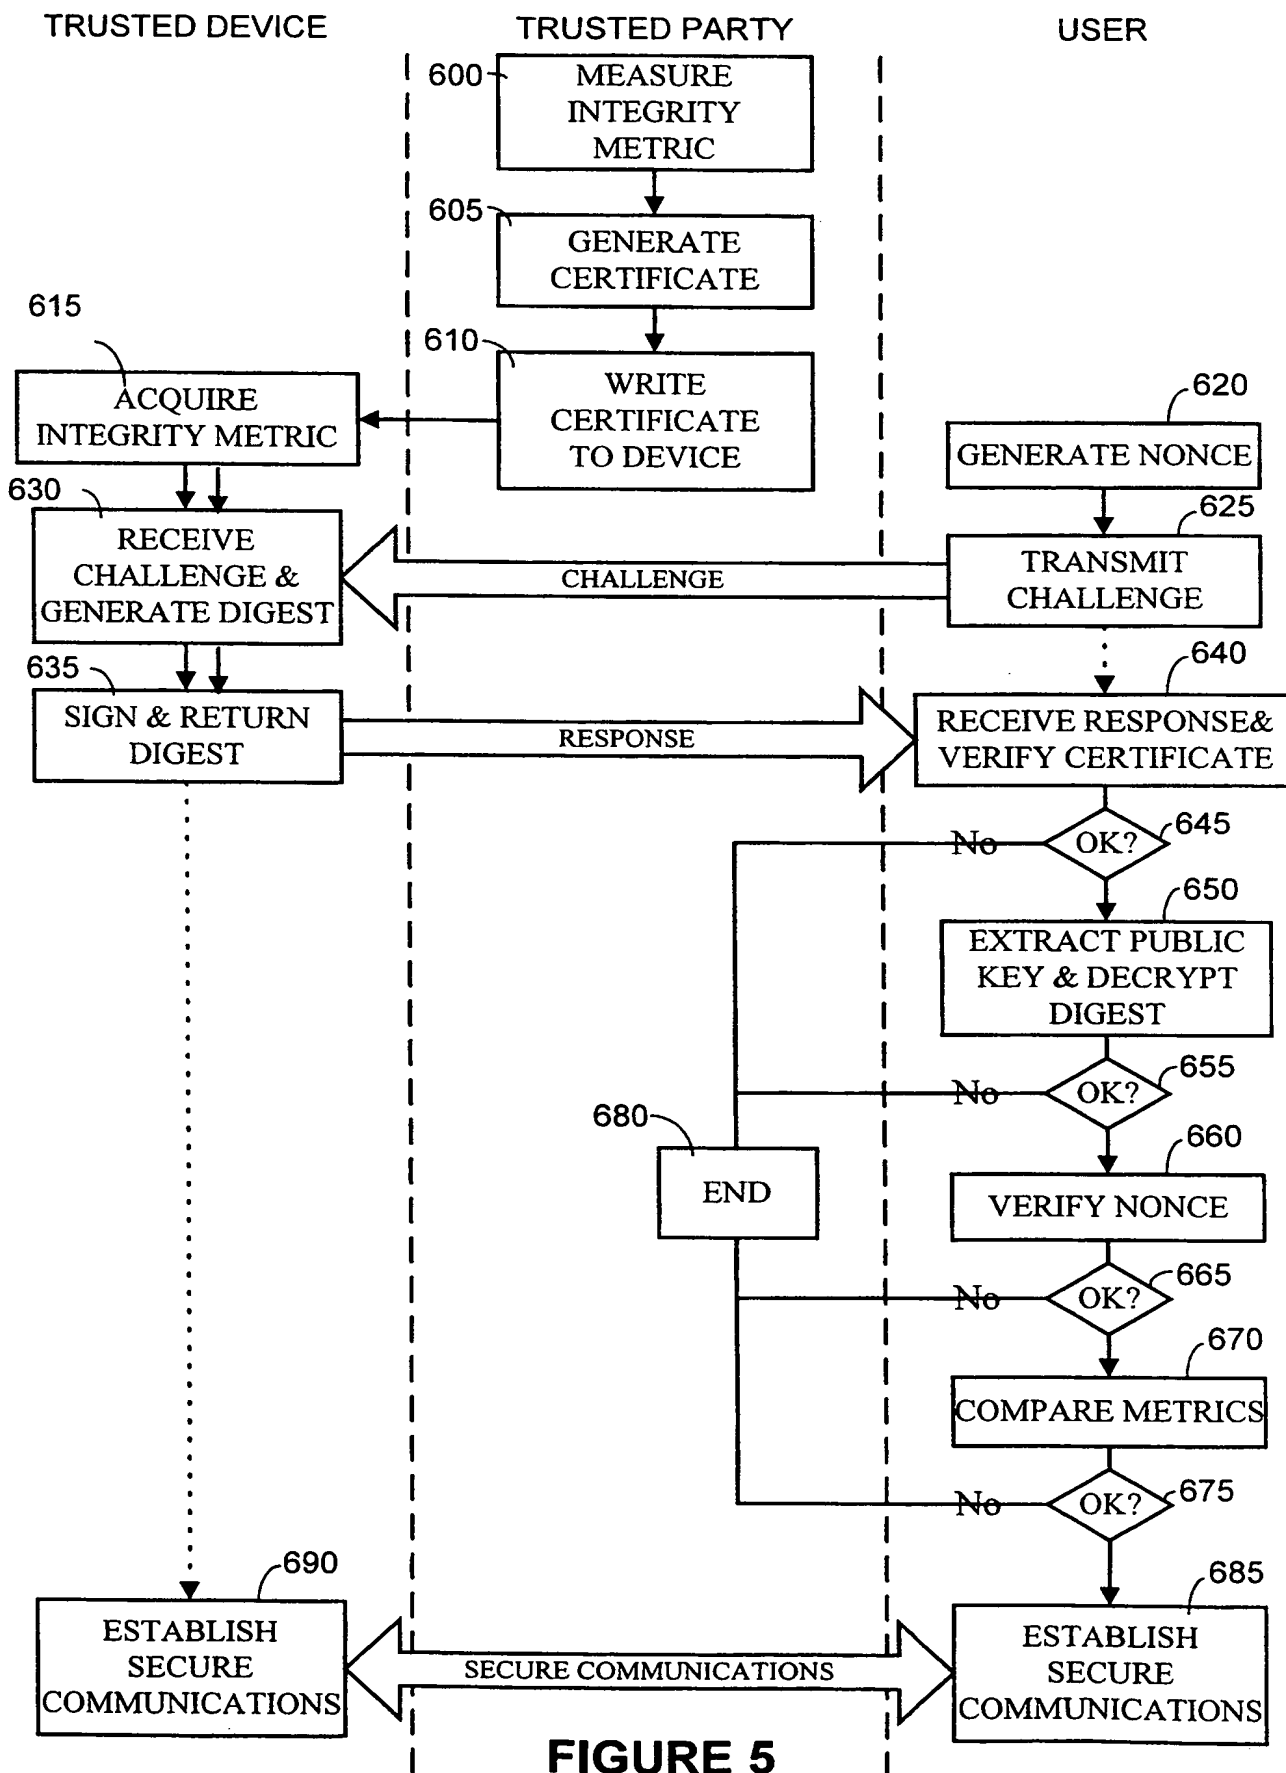 TRUSTED DEVICE
TRUSTED PARTY
USER
600
MEASURE
INTEGRITY
METRIC
605
GENERATE
CERTIFICATE
610
WRITE
CERTIFICATE
TO DEVICE
615
ACQUIRE
INTEGRITY METRIC
620
GENERATE NONCE
625
TRANSMIT
CHALLENGE
CHALLENGE
630
RECEIVE
CHALLENGE &
GENERATE DIGEST
635
SIGN & RETURN
DIGEST
RESPONSE
640
RECEIVE RESPONSE&
VERIFY CERTIFICATE
645
OK?
No
650
EXTRACT PUBLIC
KEY & DECRYPT
DIGEST
655
OK?
No
680
END
660
VERIFY NONCE
665
OK?
No
670
COMPARE METRICS
675
OK?
No
690
ESTABLISH
SECURE
COMMUNICATIONS
SECURE COMMUNICATIONS
685
ESTABLISH
SECURE
COMMUNICATIONS
FIGURE 5